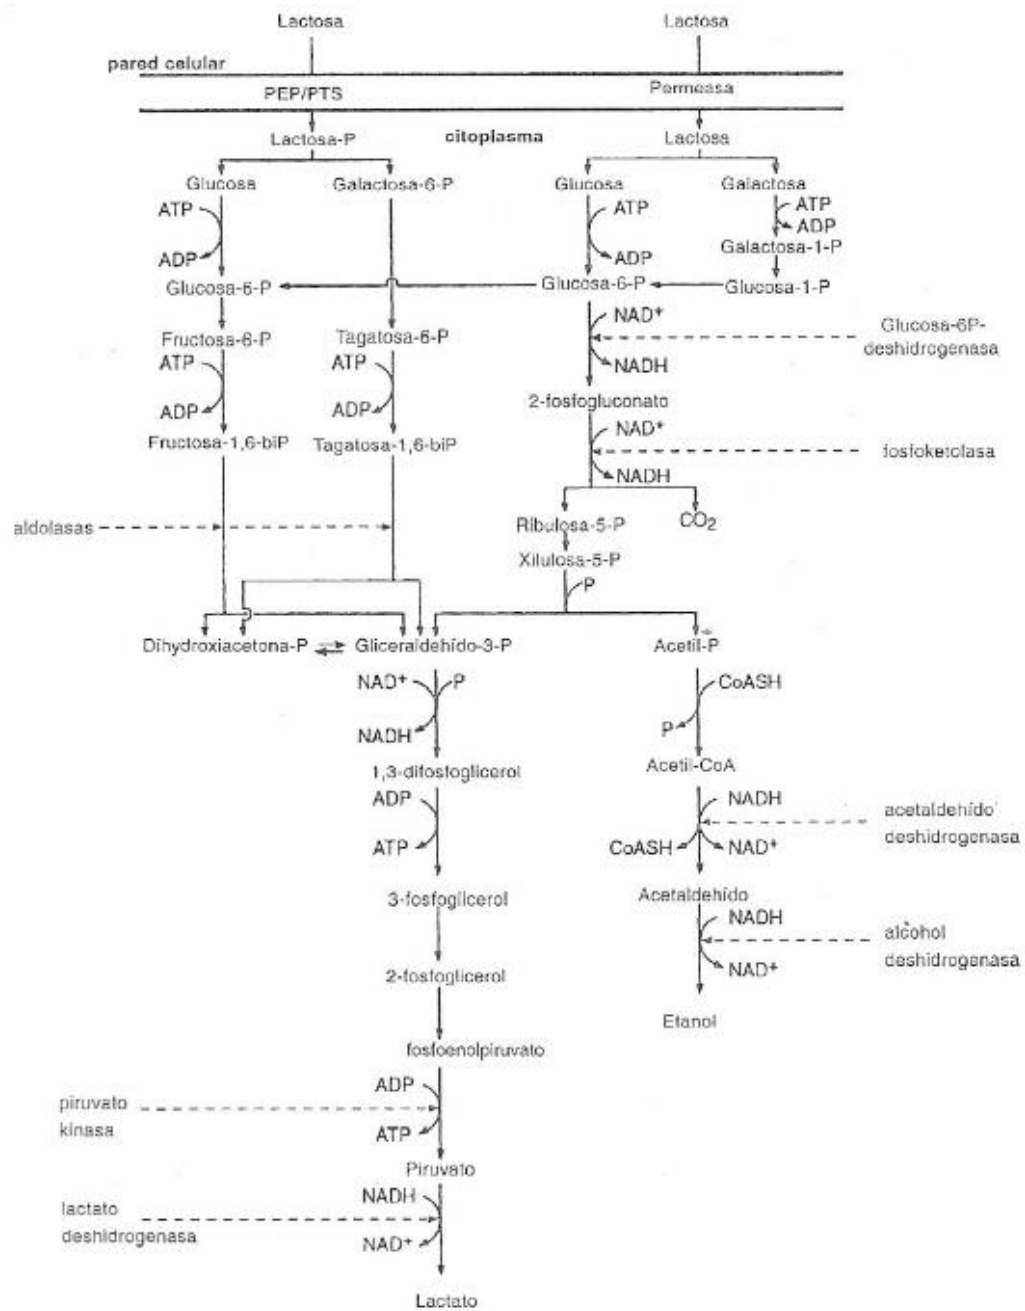 Lactosa Lactosa
pared celular
PEP/PTS Permeasa
Lactosa-P citoplasma Lactosa
Glucosa Galactosa-6-P Glucosa Galactosa
ATP ATP ATP
ADP
ADP ADP Galactosa-1-P
Glucosa-6-P Glucosa-6-P Glucosa-1-P
NAD+ Glucosa-6P-
Fructosa-6-P Tagatosa-6-P deshidrogenasa
ATP ATP NADH
ADP ADP 2-fosfogluconato
Fructosa-1,6-biP Tagatosa-1,6-biP NAD+
fosfoketolasa
NADH
aldolasas Ribulosa-5-P CO2
Xilulosa-5-P
P
Dihydroxiacetona-P Gliceraldehído-3-P Acetil-P
NAD+ P CoASH
NADH P
1,3-difosfoglicerol Acetil-CoA
ADP NADH acetaldehído
deshidrogenasa
ATP CoASH NAD+
3-fosfoglicerol Acetaldehído
NADH alcohol
deshidrogenasa
2-fosfoglicerol NAD+
Etanol
fosfoenolpiruvato
ADP
piruvato
kinasa
ATP
Piruvato
NADH
lactato
deshidrogenasa
NAD+
Lactato